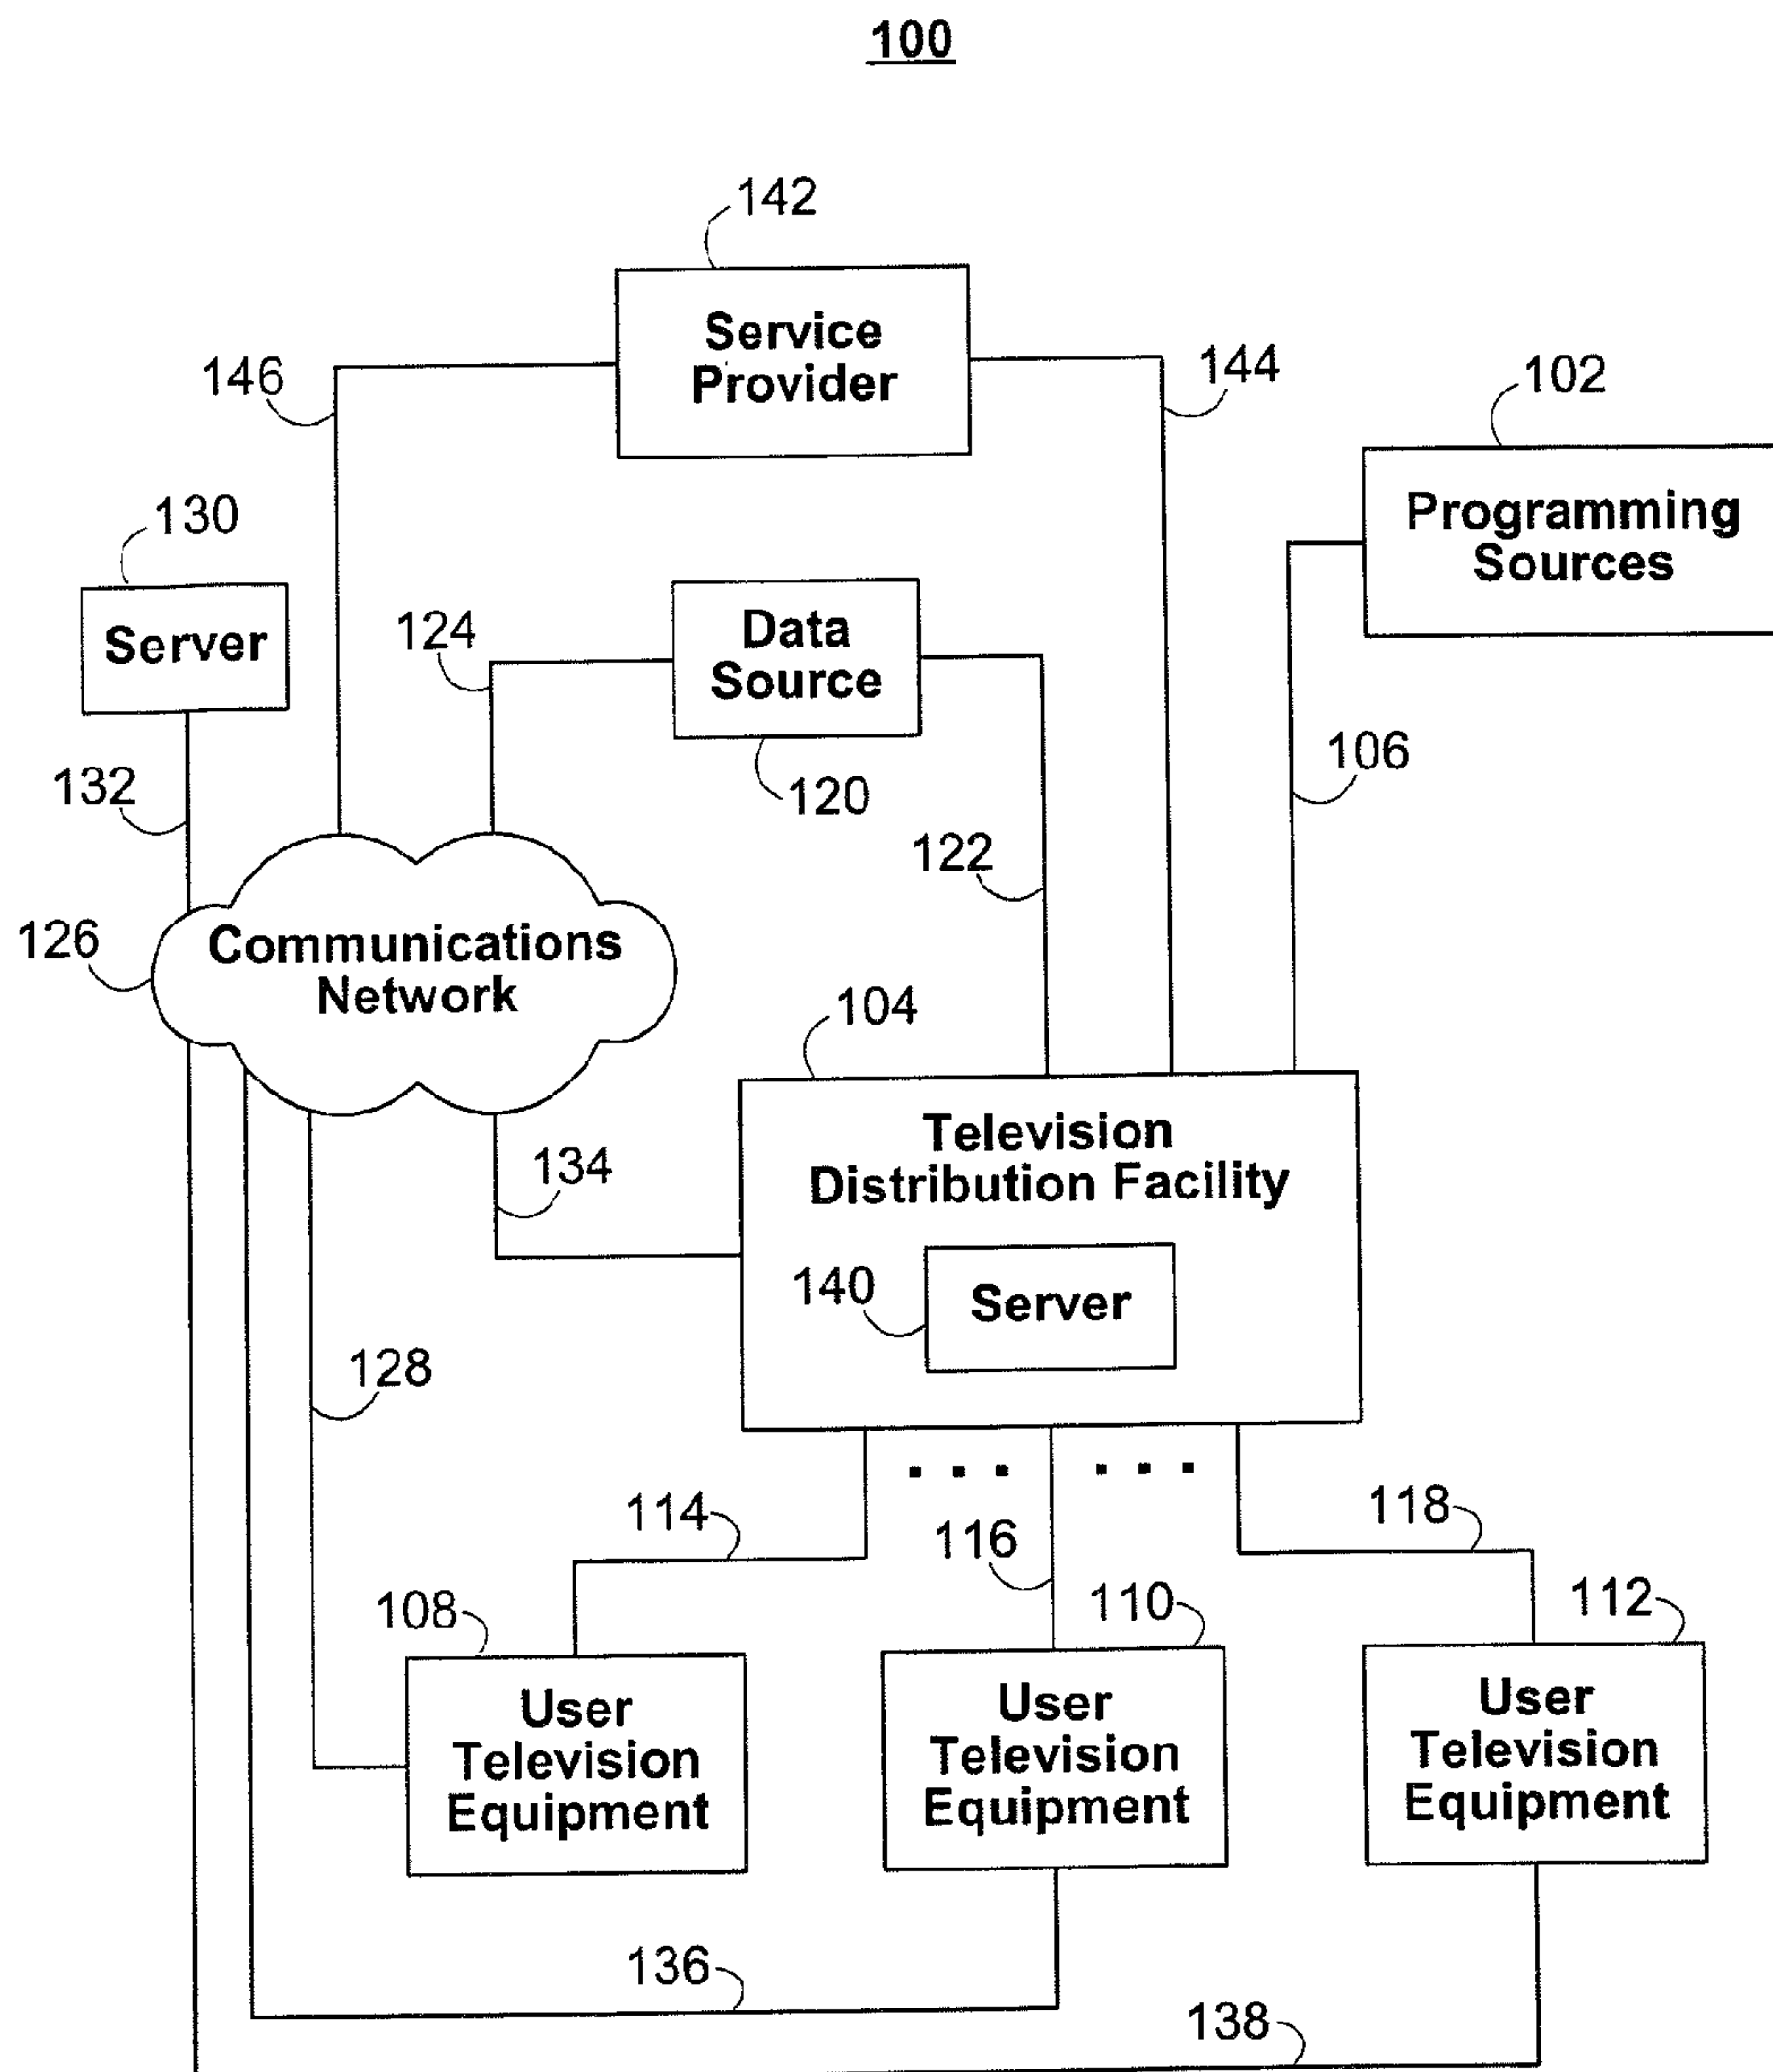 100
142
Service
Provider
146
144
102
Programming
Sources
130
Server
124
Data
Source
120
132
106
122
126
Communications
Network
104
Television
Distribution Facility
134
140
Server
128
114
116
118
108
110
112
User
Television
Equipment
User
Television
Equipment
User
Television
Equipment
136
138